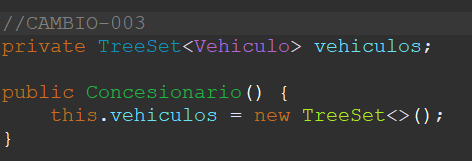 //CAMBIO-003
private TreeSet<Vehiculo> vehiculos;
public Concesionario() {
this.vehiculos = new TreeSet<>();
}